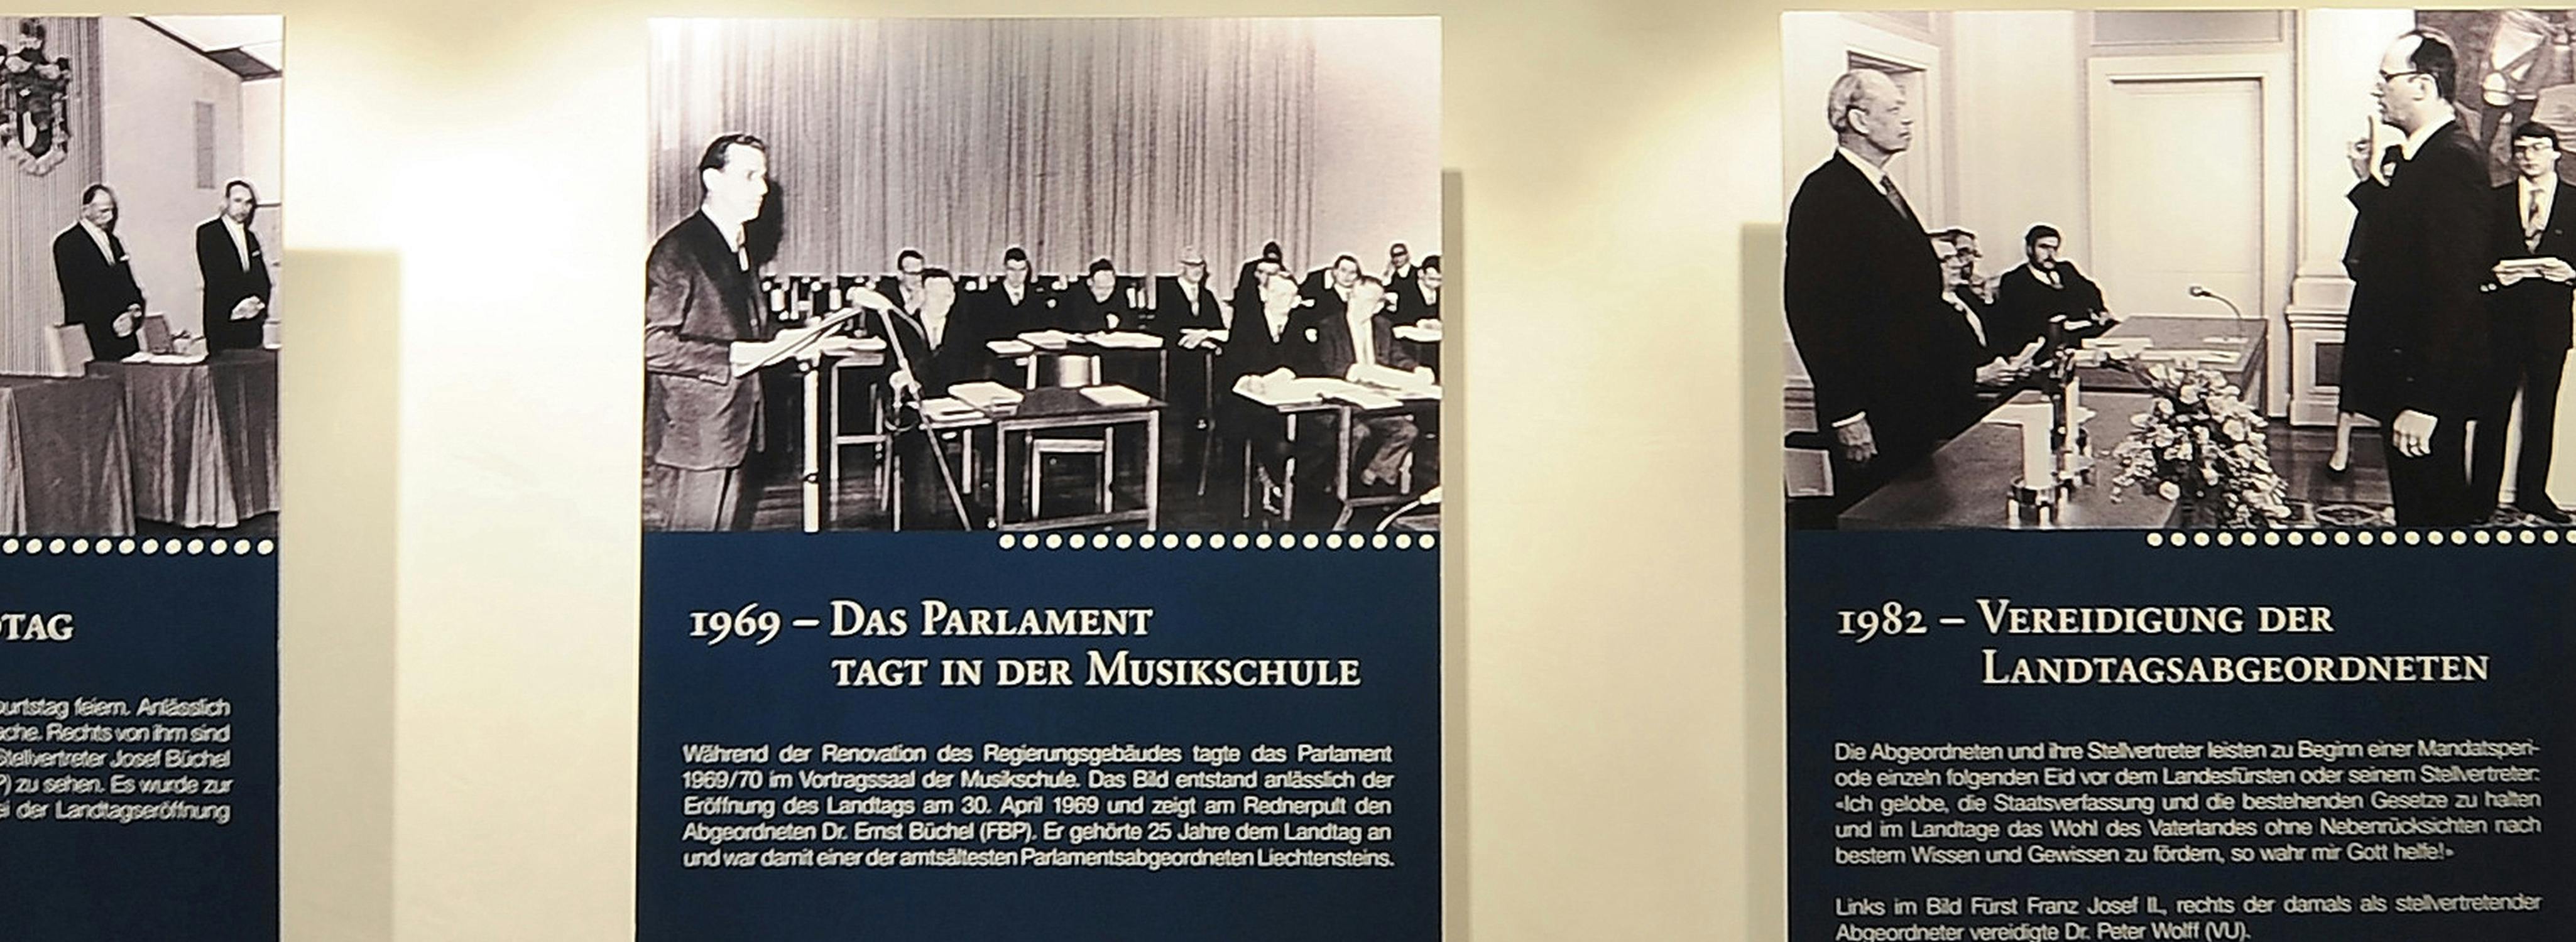 TAG
urtstag feiern. Anlässlich
ache. Rechts von ihm sind
Stellvertreter Josef Büchel
P) zu sehen. Es wurde zur
ei der Landtagseröffnung
1969 – Das Parlament
tagt in der Musikschule
Während der Renovation des Regierungsgebäudes tagte das Parlament
1969/70 im Vortragssaal der Musikschule. Das Bild entstand anlässlich der
Eröffnung des Landtags am 30. April 1969 und zeigt am Rednerpult den
Abgeordneten Dr. Ernst Büchel (FBP). Er gehörte 25 Jahre dem Landtag an
und war damit einer der amtsältesten Parlamentsabgeordneten Liechtensteins.
1982 – Vereidigung der
Landtagsabgeordneten
Die Abgeordneten und ihre Stellvertreter leisten zu Beginn einer Mandatsperi-
ode einzeln folgenden Eid vor dem Landesfürsten oder seinem Stellvertreter:
«Ich gelobe, die Staatsverfassung und die bestehenden Gesetze zu halten
und im Landtage das Wohl des Vaterlandes ohne Nebenrücksichten nach
bestem Wissen und Gewissen zu fördern, so wahr mir Gott helfe!»
Links im Bild Fürst Franz Josef II., rechts der damals als stellvertretender
Abgeordneter vereidigte Dr. Peter Wolff (VU).